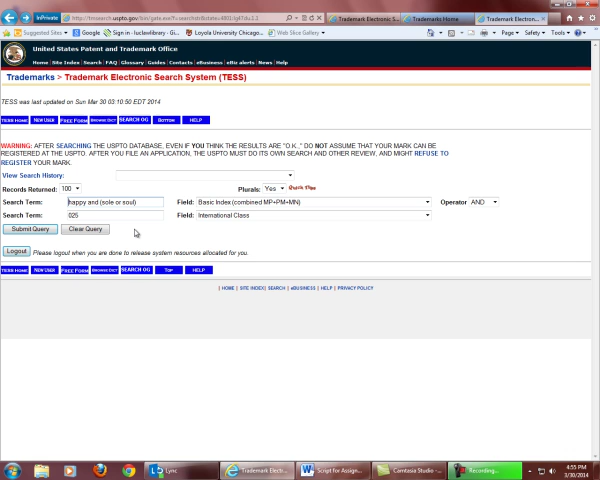 InPrivate
http://tmsearch.uspto.gov/bin/gate.exe?f=searchstr&state=4801:lg47du.1.1
Trademark Electronic S...
Trademarks Home
Trademark Electron...
Suggested Sites
Google
Sign in - luclawlibrary - Gl...
Loyola University Chicago...
Web Slice Gallery
Page
Safety
Tools
United States Patent and Trademark Office
Home | Site Index | Search | FAQ | Glossary | Guides | Contacts | eBusiness | eBiz alerts | News | Help
Trademarks > Trademark Electronic Search System (TESS)
TESS was last updated on Sun Mar 30 03:10:50 EDT 2014
TESS HOME NEW USER FREE FORM BROWSE DICT SEARCH OG BOTTOM HELP
WARNING: AFTER SEARCHING THE USPTO DATABASE, EVEN IF YOU THINK THE RESULTS ARE "O.K.," DO NOT ASSUME THAT YOUR MARK CAN BE
REGISTERED AT THE USPTO. AFTER YOU FILE AN APPLICATION, THE USPTO MUST DO ITS OWN SEARCH AND OTHER REVIEW, AND MIGHT REFUSE TO
REGISTER YOUR MARK.
View Search History:
Records Returned: 100 Plurals: Yes
Search Term: happy and (sole or soul) Field: Basic Index (combined MP+PM+MN) Operator AND
Search Term: 025 Field: International Class
Submit Query Clear Query
Logout Please logout when you are done to release system resources allocated for you.
TESS HOME NEW USER FREE FORM BROWSE DICT SEARCH OG TOP HELP
| HOME | SITE INDEX| SEARCH | eBUSINESS | HELP | PRIVACY POLICY
Lync
Trademark Electr...
Script for Assign...
Camtasia Studio -...
Recording...
4:55 PM
3/30/2014